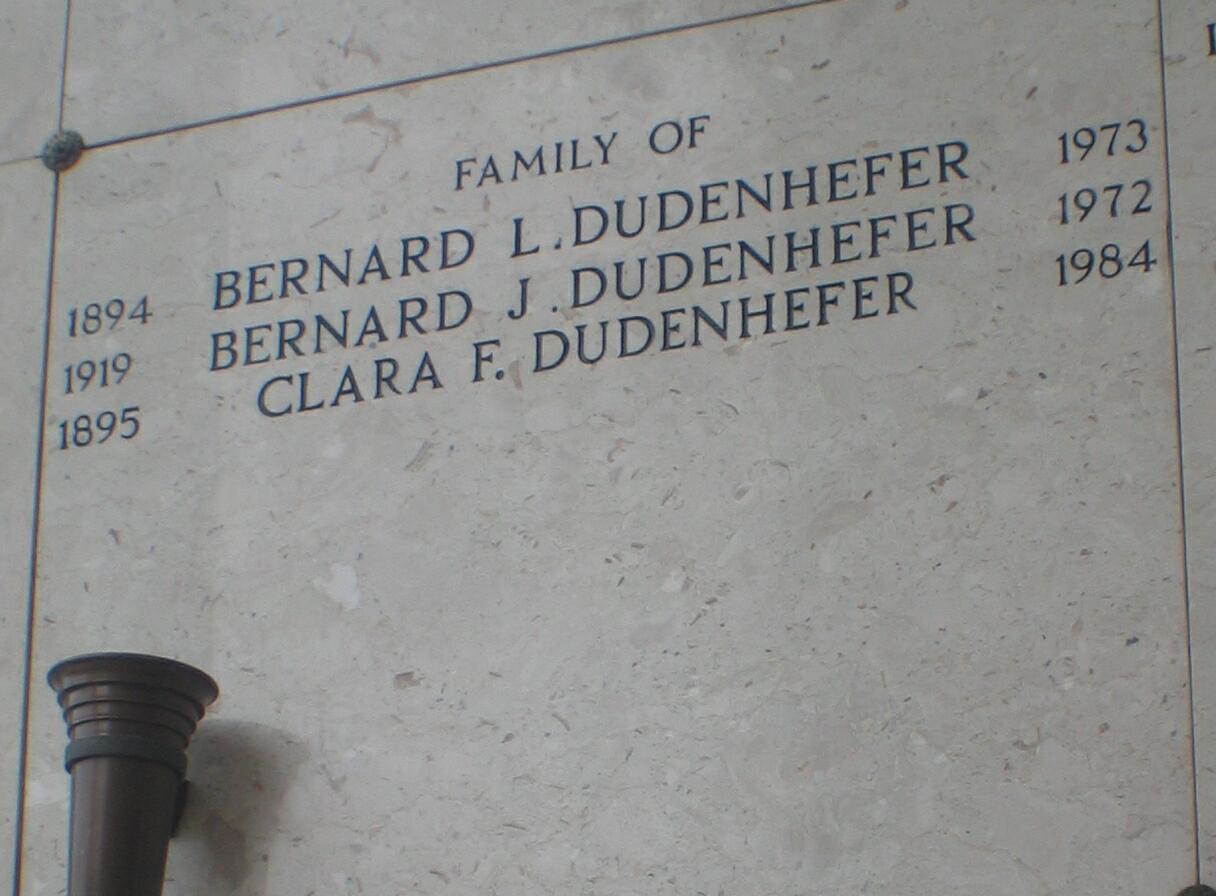 FAMILY OF
1894 BERNARD L. DUDENHEFER 1973
1919 BERNARD J. DUDENHEFER 1972
1895 CLARA F. DUDENHEFER 1984